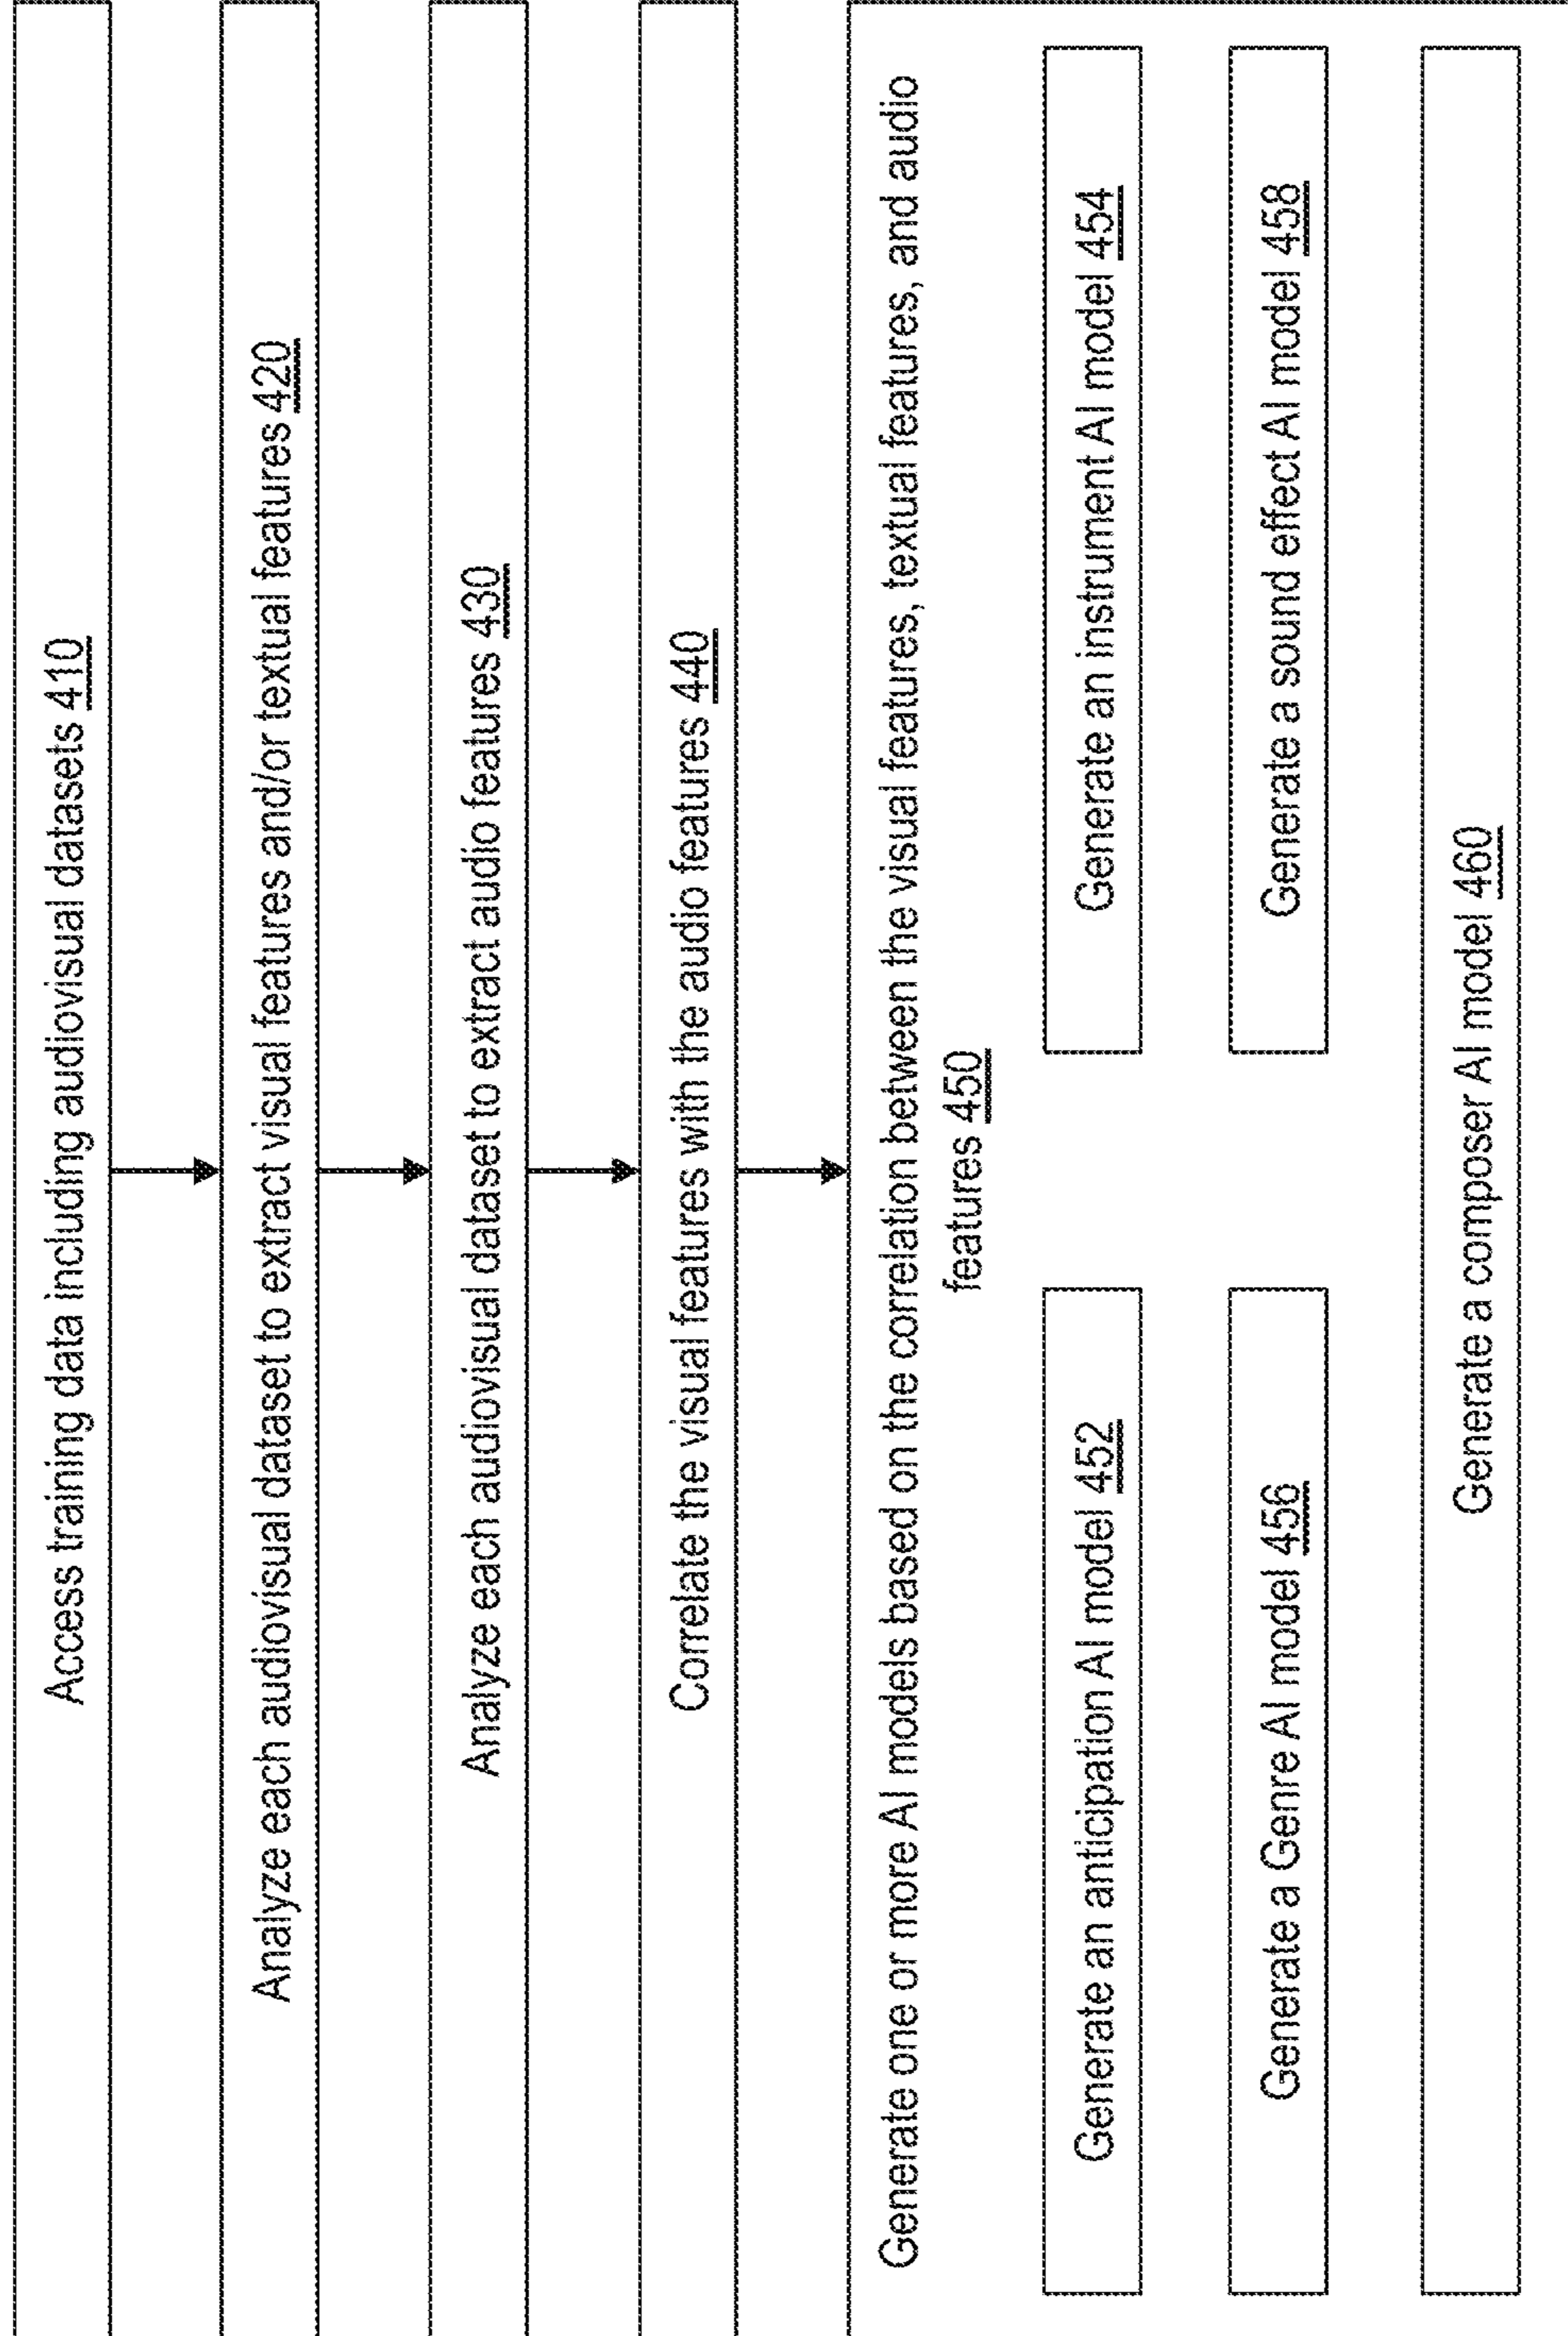 Access training data including audiovisual datasets 410
Analyze each audiovisual dataset to extract visual features and/or textual features 420
Analyze each audiovisual dataset to extract audio features 430
Correlate the visual features with the audio features 440
Generate one or more AI models based on the correlation between the visual features, textual features, and audio
features 450
Generate an anticipation AI model 452
Generate an instrument AI model 454
Generate a Genre AI model 456
Generate a sound effect AI model 458
Generate a composer AI model 460